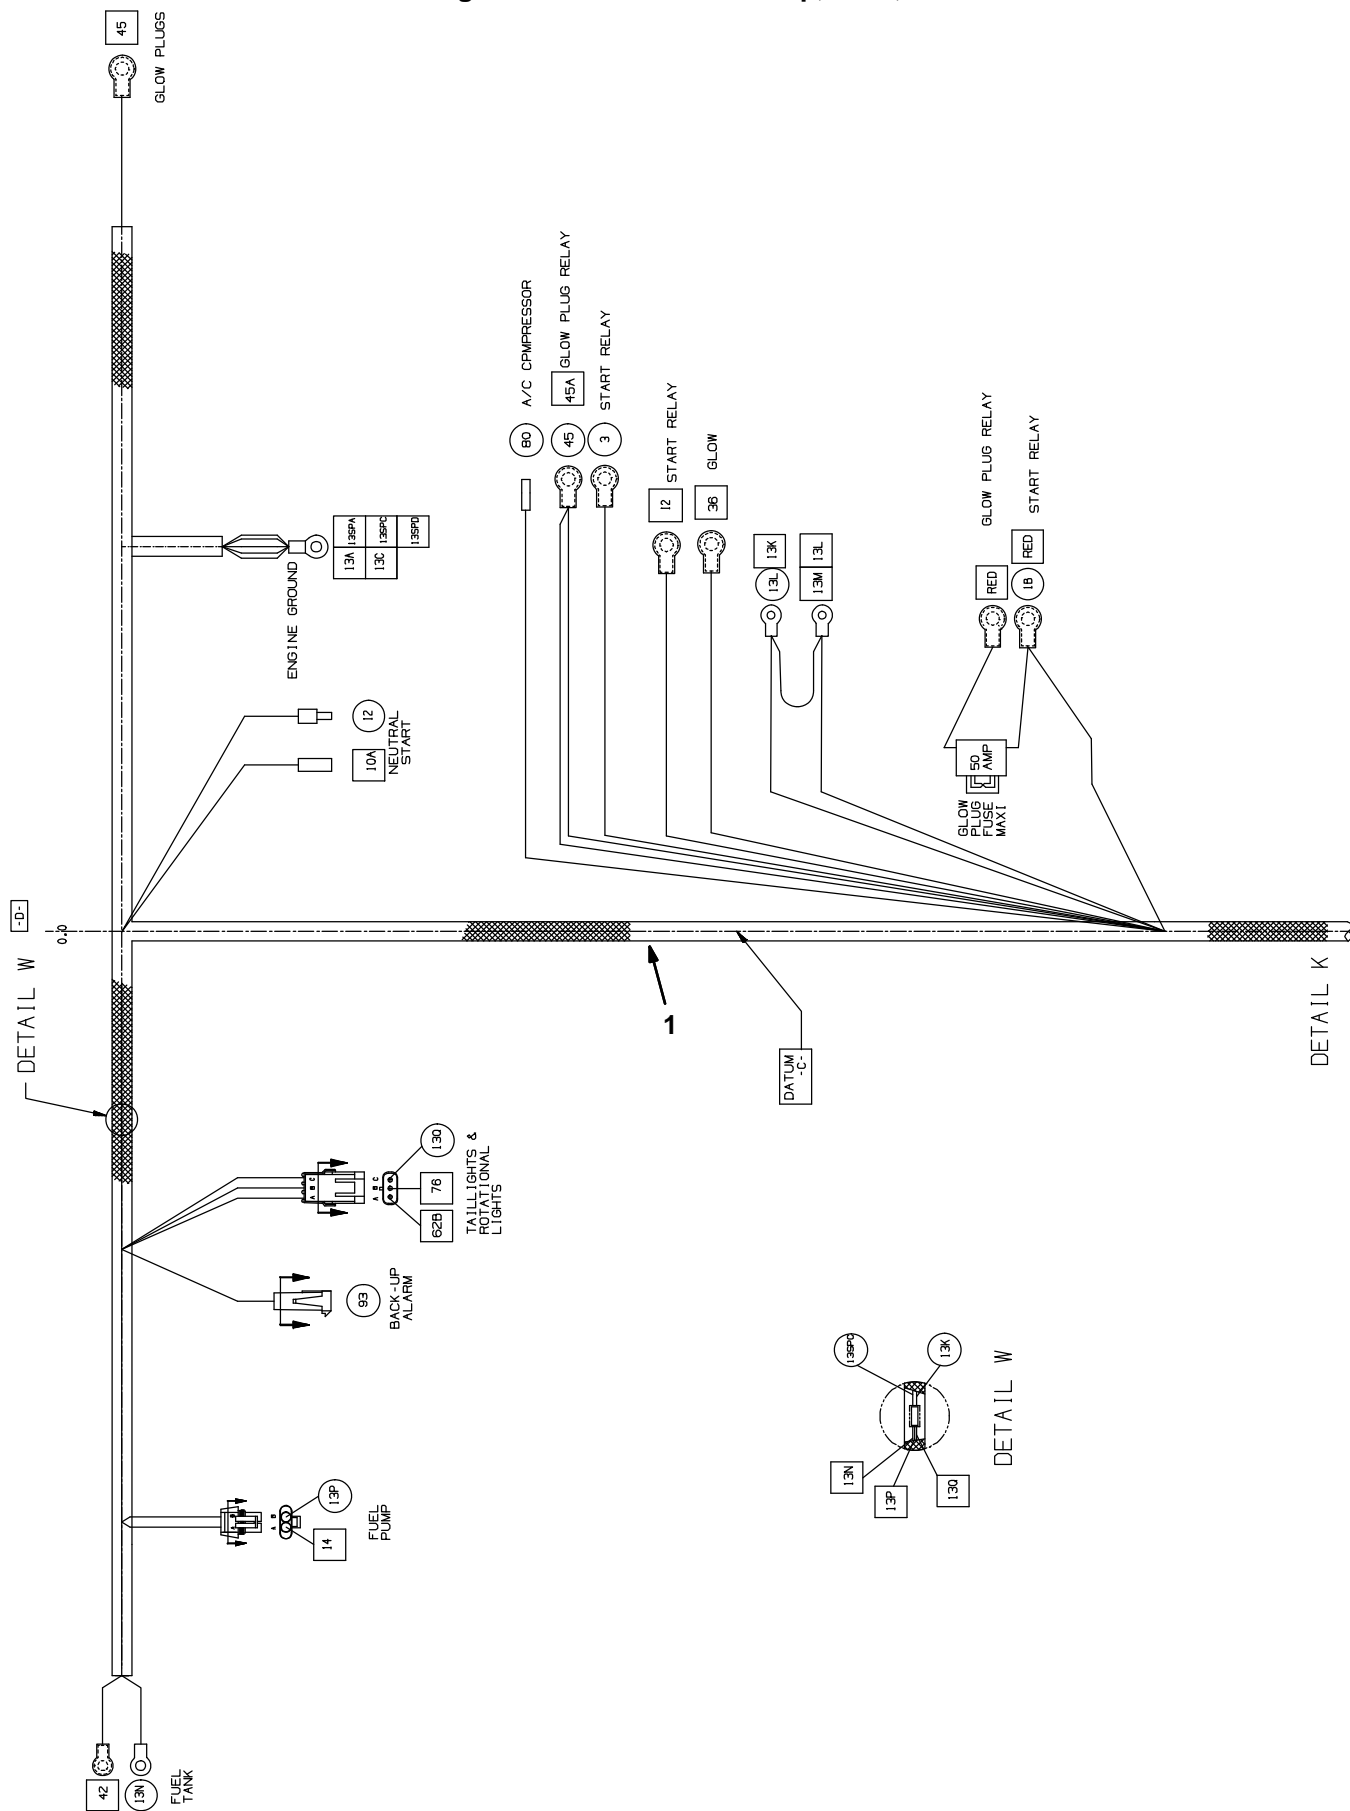 45
GLOW PLUGS
-D-
0.0
DETAIL W
A/C CPMPRESSOR
80
GLOW PLUG RELAY
45A
45
START RELAY
3
13A
13SPA
13C
13SPC
13SPD
ENGINE GROUND
12
10A
NEUTRAL
START
START RELAY
12
GLOW
36
13K
13L
13L
13M
GLOW PLUG RELAY
RED
START RELAY
RED
1B
50
AMP
GLOW
PLUG
FUSE
MAXI
1
DETAIL K
DATUM
-C-
A B C
A B C
13Q
76
62B
TAILLIGHTS &
ROTATIONAL
LIGHTS
93
BACK-UP
ALARM
13SPC
13K
13N
13P
13Q
DETAIL W
A B
13P
14
FUEL
PUMP
42
13N
FUEL
TANK